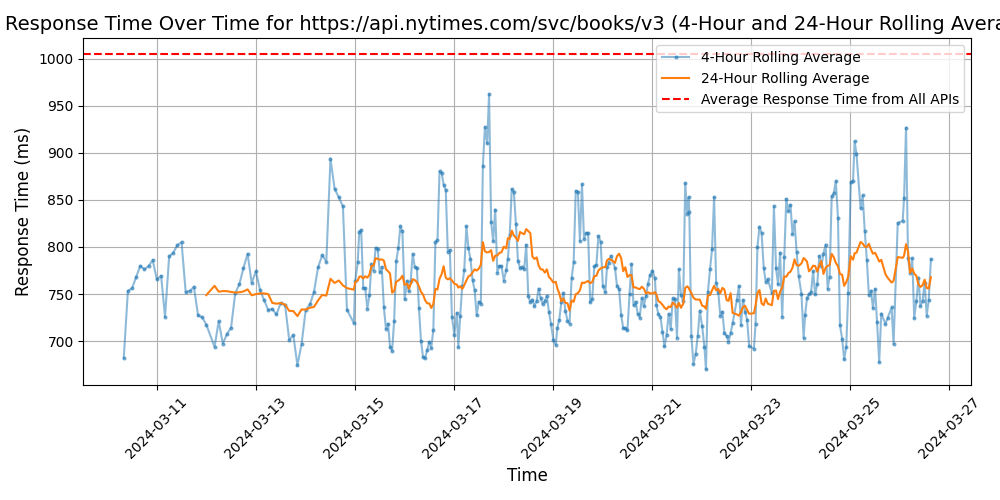 Response Time Over Time for https://api.nytimes.com/svc/books/v3 (4-Hour and 24-Hour Rolling Avera
4-Hour Rolling Average
24-Hour Rolling Average
Average Response Time from All APIs
Response Time (ms)
1000
950
900
850
800
750
700
2024-03-11
2024-03-13
2024-03-15
2024-03-17
2024-03-19
2024-03-21
2024-03-23
2024-03-25
2024-03-27
Time